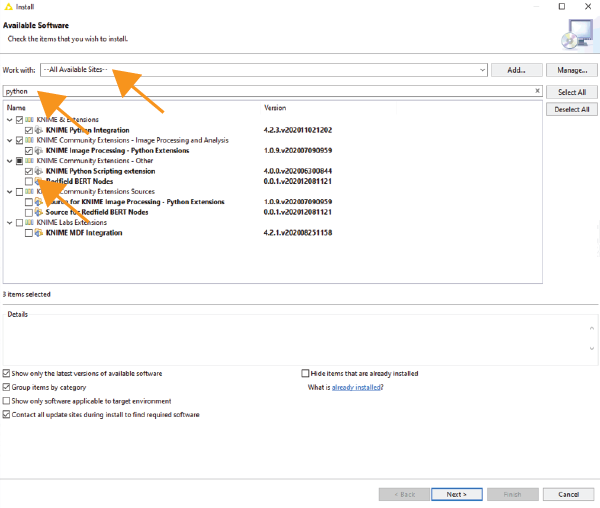 Install
Available Software
Check the items that you wish to install.
Work with: --All Available Sites--
Add...
Manage...
python
Select All
Deselect All
Name Version
KNIME & Extensions
KNIME Python Integration 4.2.3.v202011021202
KNIME Community Extensions - Image Processing and Analysis
KNIME Image Processing - Python Extensions 1.0.9.v202007090959
KNIME Community Extensions - Other
KNIME Python Scripting extension 4.0.0.v202006300844
Redfield BERT Nodes 0.0.1.v202012081121
Community Extensions Sources
Source for KNIME Image Processing - Python Extensions 1.0.9.v202007090959
Source for Redfield BERT Nodes 0.0.1.v202012081121
KNIME Labs Extensions
KNIME MDF Integration 4.2.1.v202008251158
3 items selected
Details
Show only the latest versions of available software
Hide items that are already installed
Group items by category
What is already installed?
Show only software applicable to target environment
Contact all update sites during install to find required software
< Back
Next >
Finish
Cancel